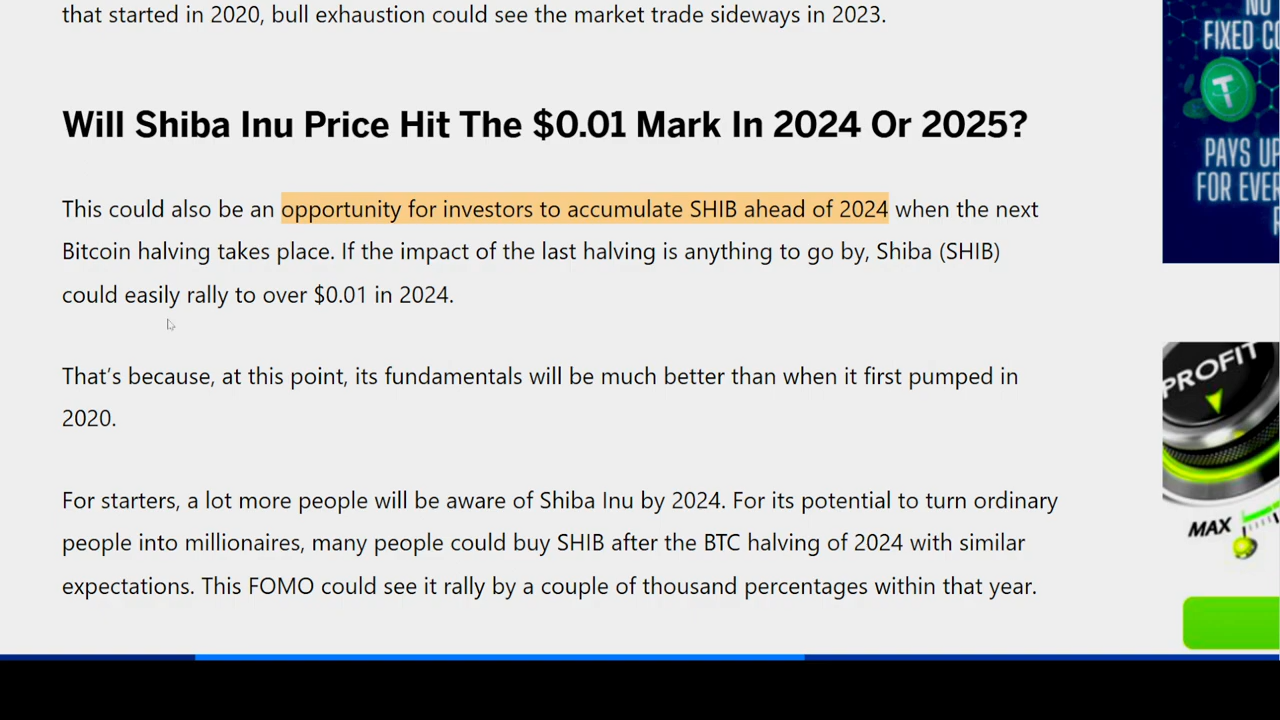 that started in 2020, bull exhaustion could see the market trade sideways in 2023.
Will Shiba Inu Price Hit The $0.01 Mark In 2024 Or 2025?
This could also be an opportunity for investors to accumulate SHIB ahead of 2024 when the next
Bitcoin halving takes place. If the impact of the last halving is anything to go by, Shiba (SHIB)
could easily rally to over $0.01 in 2024.
That’s because, at this point, its fundamentals will be much better than when it first pumped in
2020.
For starters, a lot more people will be aware of Shiba Inu by 2024. For its potential to turn ordinary
people into millionaires, many people could buy SHIB after the BTC halving of 2024 with similar
expectations. This FOMO could see it rally by a couple of thousand percentages within that year.
NO
FIXED
PAYS
FOR
PROFIT
MAX